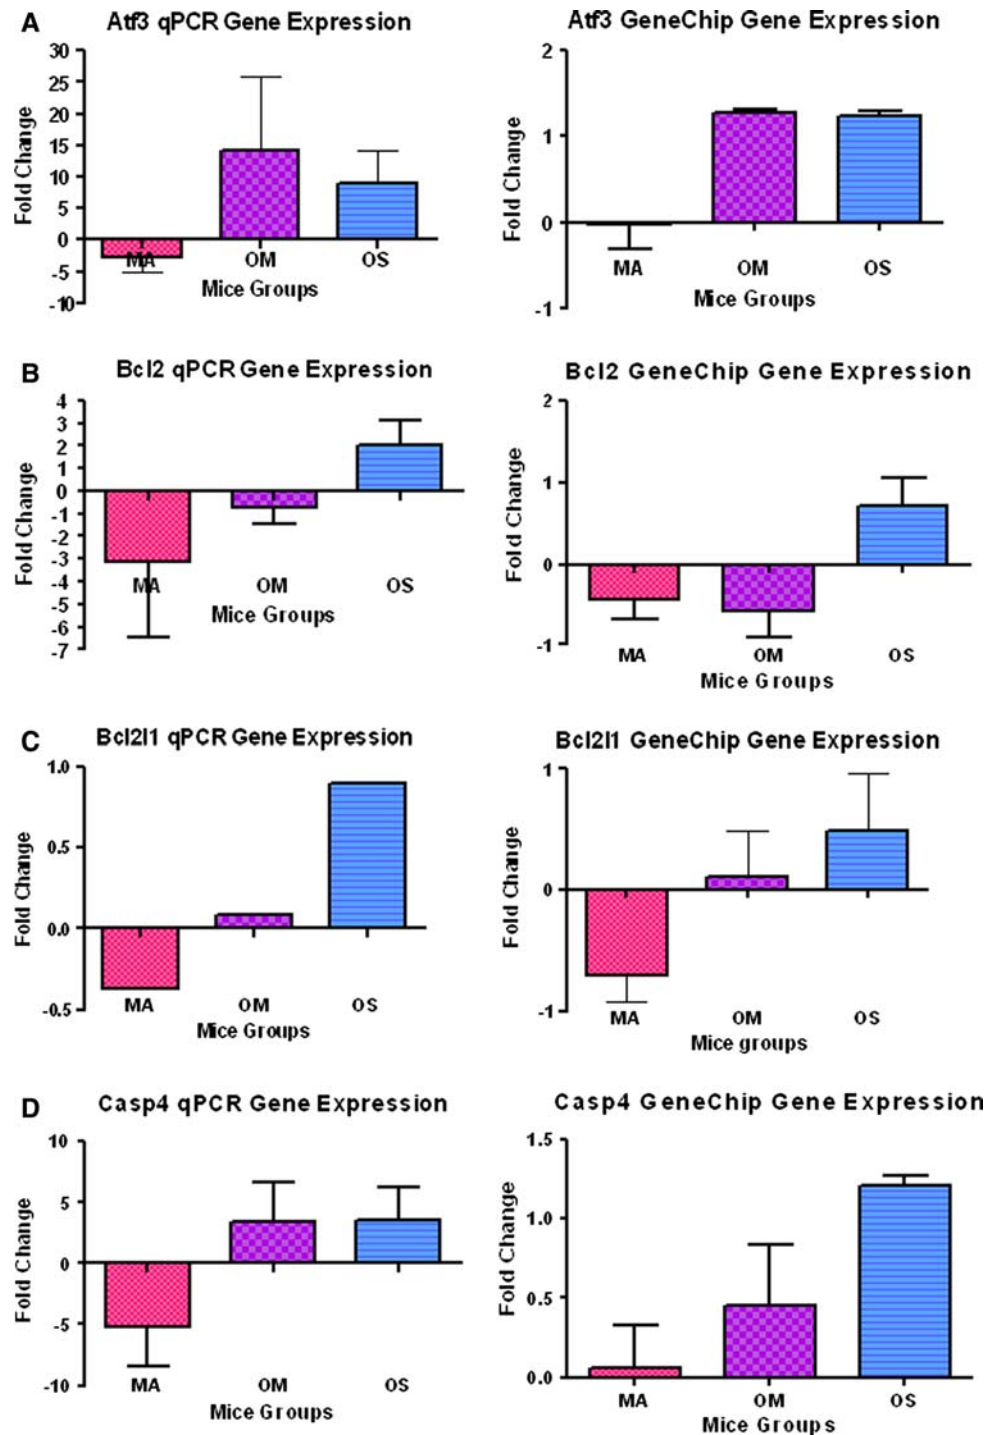 A
Atf3 qPCR Gene Expression
Fold Change
30
25
20
15
10
5
0
-5
-10
MA OM OS
Mice Groups
Atf3 GeneChip Gene Expression
Fold Change
2
1
0
-1
MA OM OS
Mice Groups
B
Bcl2 qPCR Gene Expression
Fold Change
4
3
2
1
0
-1
-2
-3
-4
-5
-6
-7
MA OM OS
Mice Groups
Bcl2 GeneChip Gene Expression
Fold Change
2
1
0
-1
MA OM OS
Mice Groups
C
Bcl2l1 qPCR Gene Expression
Fold Change
1.0
0.5
0.0
-0.5
MA OM OS
Mice Groups
Bcl2l1 GeneChip Gene Expression
Fold Change
1
0
-1
MA OM OS
Mice groups
D
Casp4 qPCR Gene Expression
Fold Change
10
5
0
-5
-10
MA OM OS
Mice Groups
Casp4 GeneChip Gene Expression
Fold Change
1.5
1.0
0.5
0.0
MA OM OS
Mice Groups